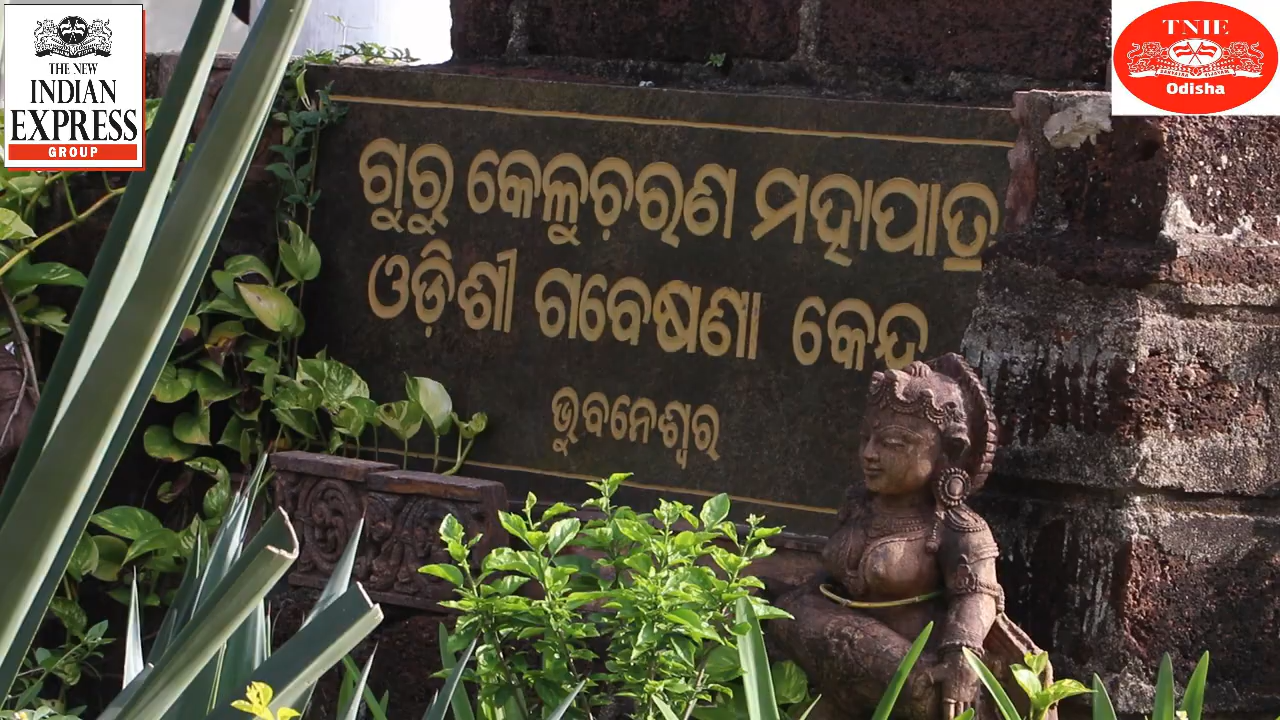 THE NEW
INDIAN
EXPRESS
GROUP
TNIE
Odisha
ଗୁରୁ କେଳୁଚରଣ ମହାପାତ୍ର
ଓଡ଼ିଶୀ ଗବେଷଣା
ଭୁବନେଶ୍ୱର